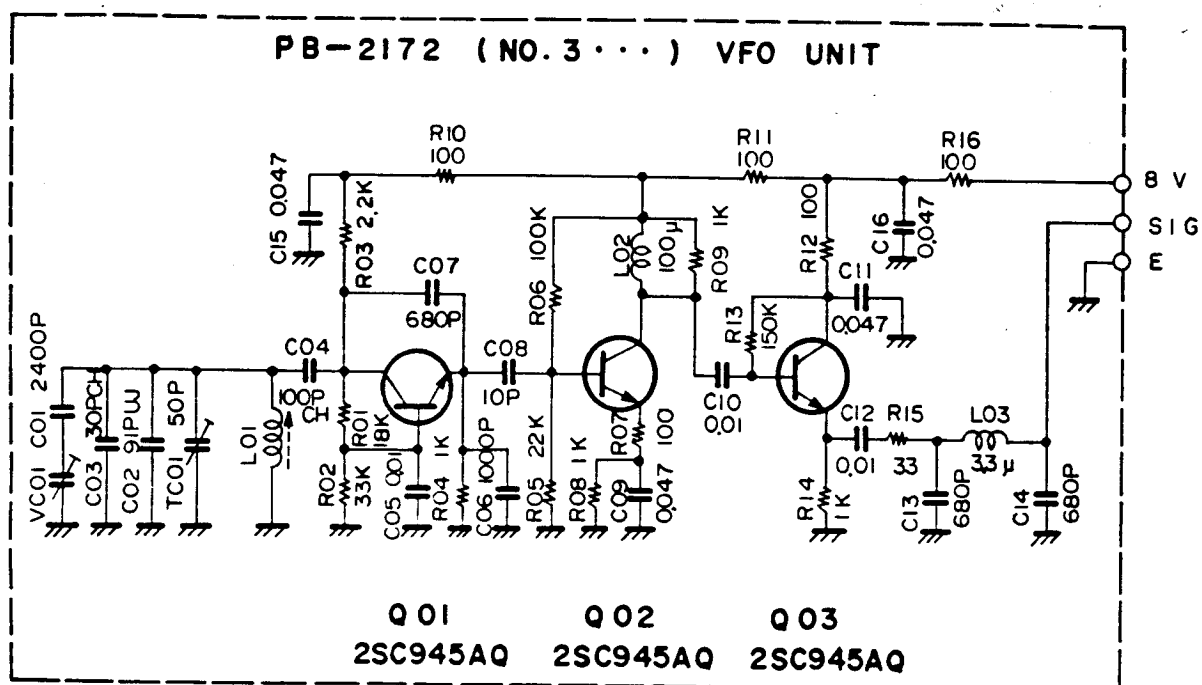 PB-2172 (NO. 3 · · · ) VFO UNIT
R10
100
R11
100
R16
100
8 V
SIG
E
C15 0.047
R03 2.2K
C07
680P
R06 100K
L02
100μ
R09 1K
R12 100
C16
0.047
C11
0.047
R13
150K
C01 2400P
VC01
C03 30PCH
C02 91PUJ
TC01 50P
L01
C04
100P
CH
R01
18K
R02
33K
C05 0.01
R04 1K
C06 1000P
C08
10P
R05 22K
R08 1K
R07
100
C09
0.047
C10
0.01
C12
0.01
R15
33
L03
33μ
R14
1K
C13
680P
C14
680P
Q01
2SC945AQ
Q02
2SC945AQ
Q03
2SC945AQ